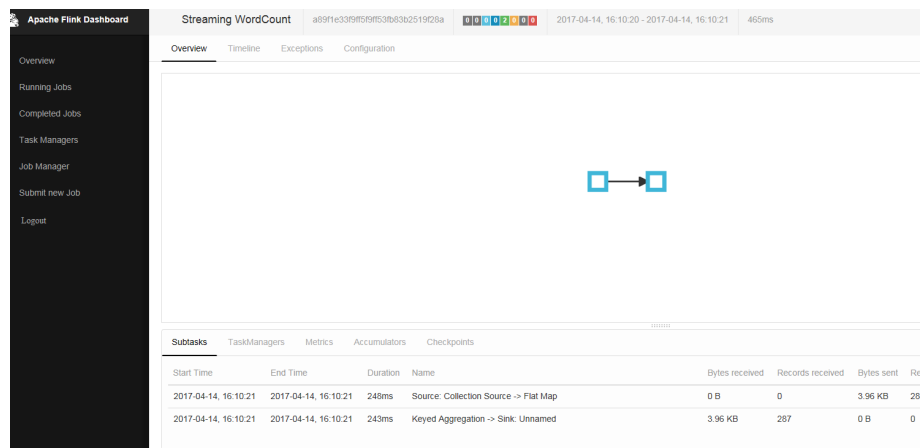 Apache Flink Dashboard
Overview
Running Jobs
Completed Jobs
Task Managers
Job Manager
Submit new Job
Logout
Streaming WordCount a89f1e33f9ff5f9ff53fb83b2519f28a 0 0 0 0 2 0 0 0 2017-04-14, 16:10:20 - 2017-04-14, 16:10:21 465ms
Overview Timeline Exceptions Configuration
Subtasks TaskManagers Metrics Accumulators Checkpoints
Start Time End Time Duration Name Bytes received Records received Bytes sent Re
2017-04-14, 16:10:21 2017-04-14, 16:10:21 248ms Source: Collection Source -> Flat Map 0 B 0 3.96 KB 28
2017-04-14, 16:10:21 2017-04-14, 16:10:21 243ms Keyed Aggregation -> Sink: Unnamed 3.96 KB 287 0 B 0